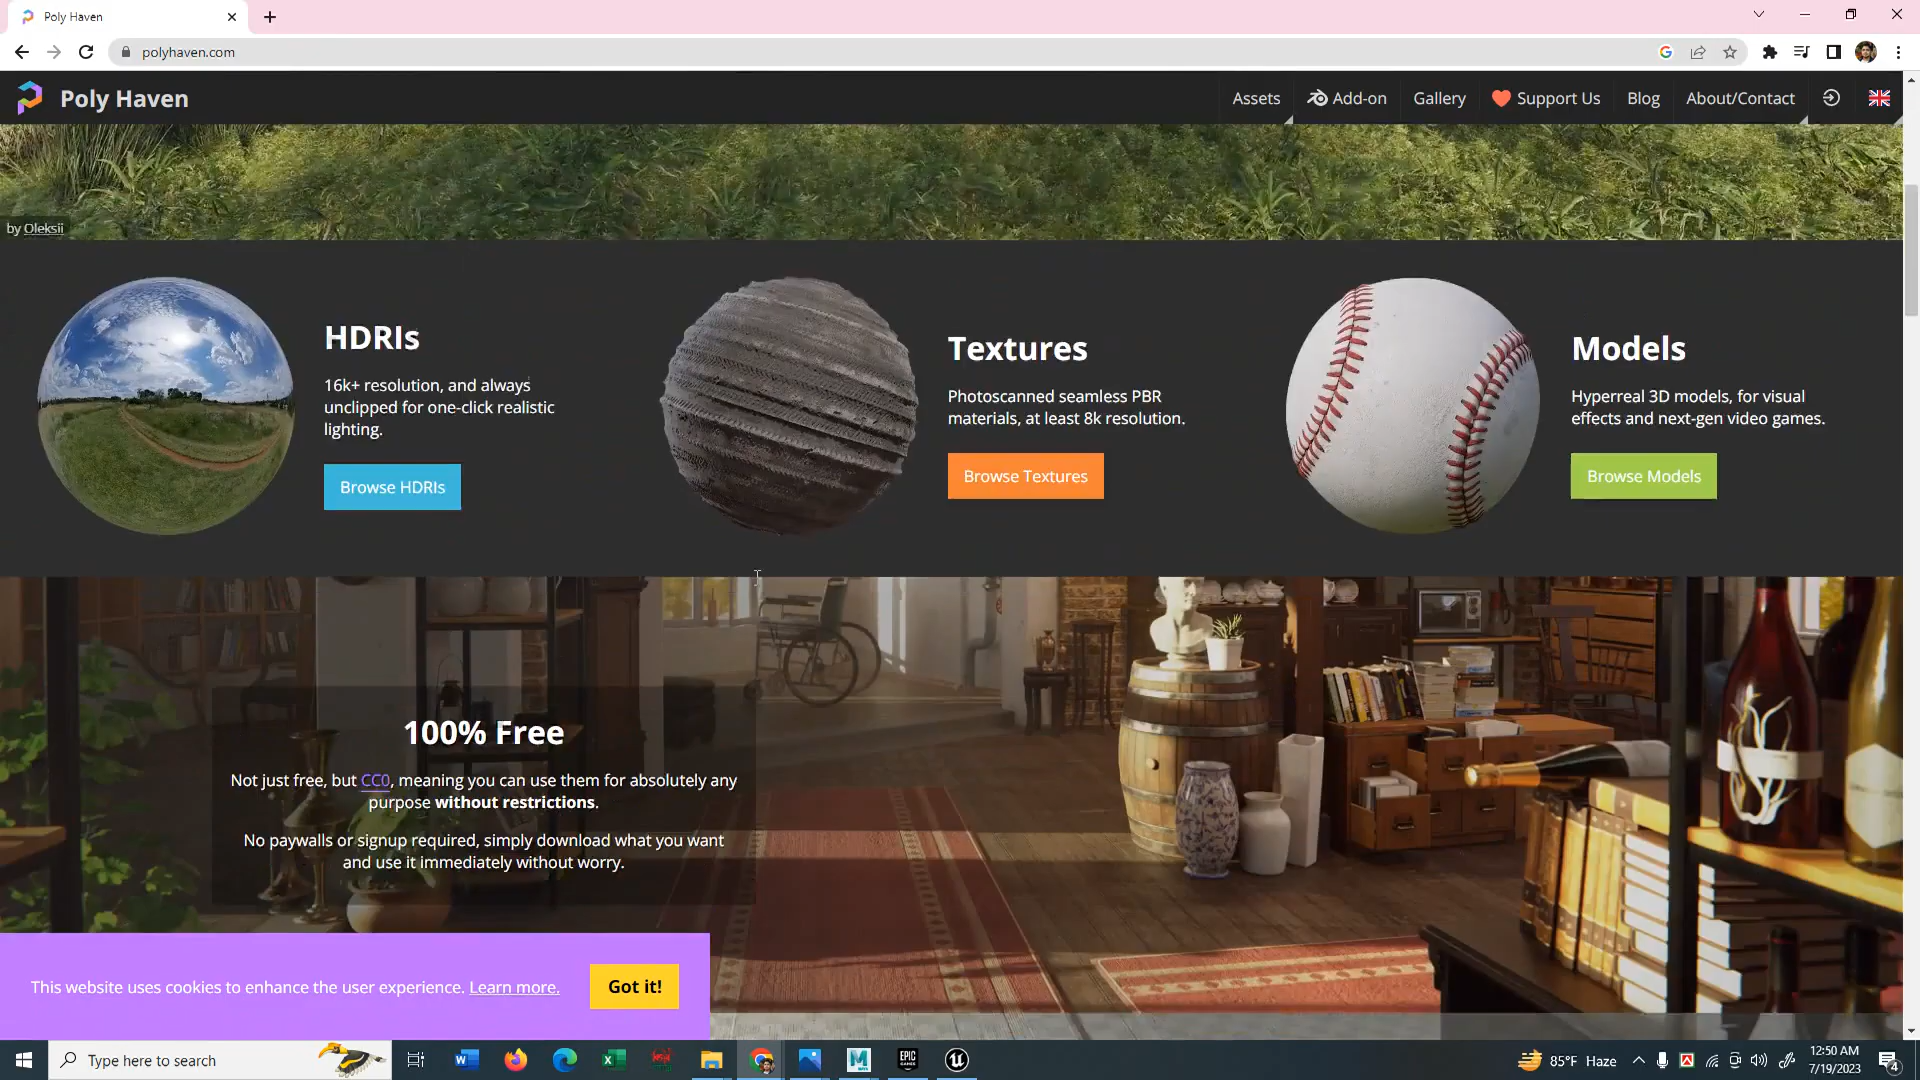 Poly Haven
polyhaven.com
Poly Haven
Assets
Add-on
Gallery
Support Us
Blog
About/Contact
by Oleksii
HDRIs
16k+ resolution, and always
unclipped for one-click realistic
lighting.
Browse HDRIs
Textures
Photoscanned seamless PBR
materials, at least 8k resolution.
Browse Textures
Models
Hyperreal 3D models, for visual
effects and next-gen video games.
Browse Models
100% Free
Not just free, but CC0, meaning you can use them for absolutely any
purpose without restrictions.
No paywalls or signup required, simply download what you want
and use it immediately without worry.
This website uses cookies to enhance the user experience. Learn more.
Got it!
Type here to search
85°F Haze
12:50 AM
7/19/2023
4